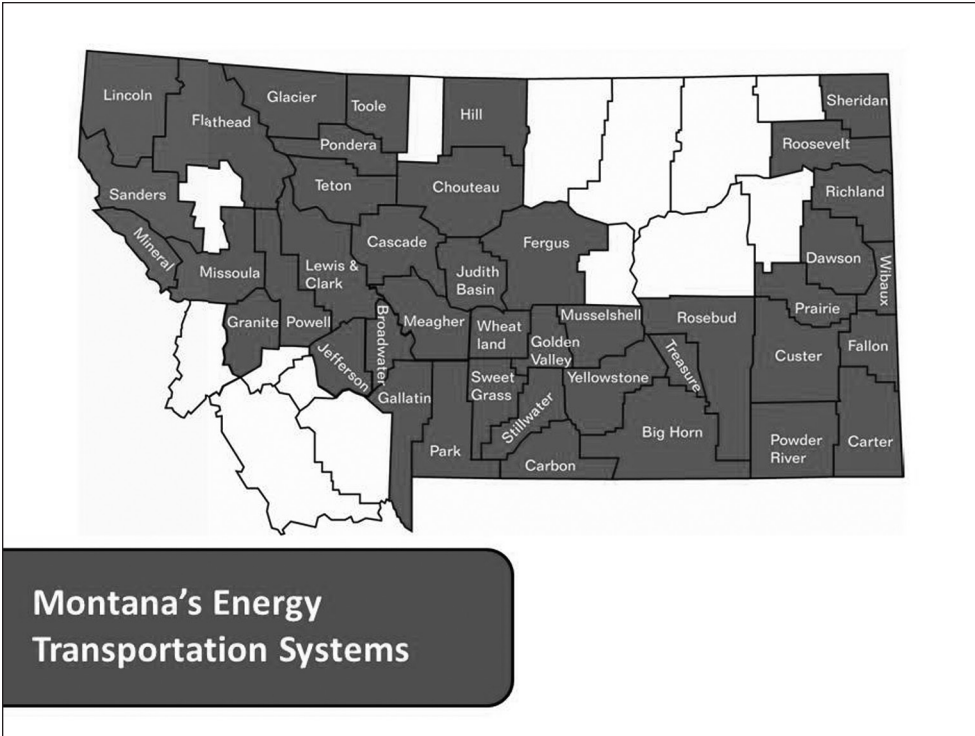 Lincoln
Flathead
Glacier
Toole
Hill
Sheridan
Pondera
Roosevelt
Sanders
Teton
Chouteau
Richland
Mineral
Missoula
Lewis &
Clark
Cascade
Judith
Basin
Fergus
Dawson
Wibaux
Granite
Powell
Jefferson
Broadwater
Meagher
Wheat
land
Golden
Valley
Musselshell
Rosebud
Treasure
Prairie
Custer
Fallon
Gallatin
Sweet
Grass
Stillwater
Yellowstone
Park
Carbon
Big Horn
Powder
River
Carter
Montana’s Energy
Transportation Systems